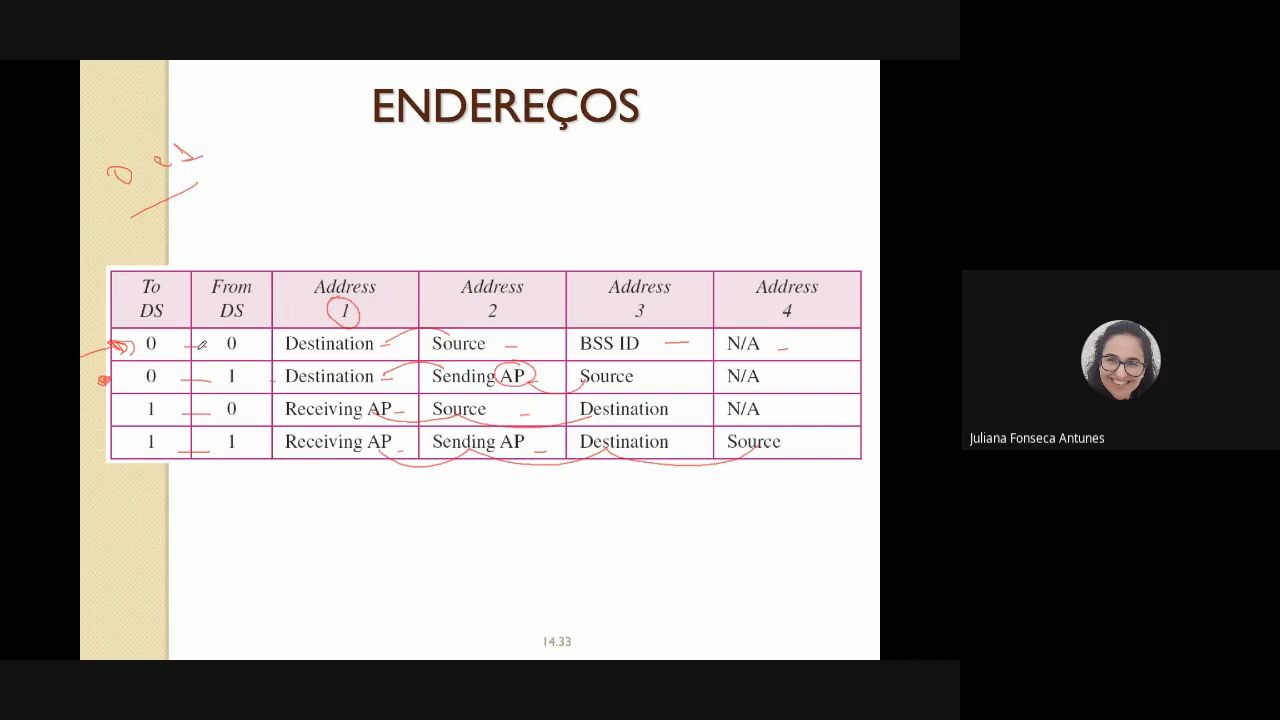 ENDEREÇOS
To DS From DS Address 1 Address 2 Address 3 Address 4
0 0 Destination Source BSS ID N/A
0 1 Destination Sending AP Source N/A
1 0 Receiving AP Source Destination N/A
1 1 Receiving AP Sending AP Destination Source
14.33
Juliana Fonseca Antunes